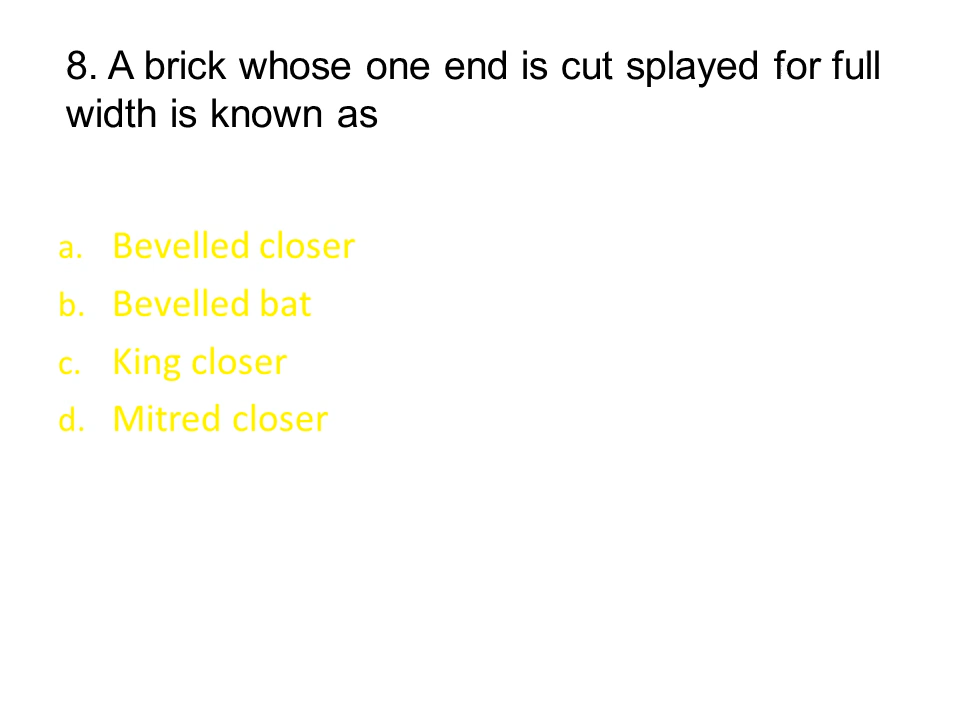 8. A brick whose one end is cut splayed for full
width is known as
a. Bevelled closer
b. Bevelled bat
c. King closer
d. Mitred closer